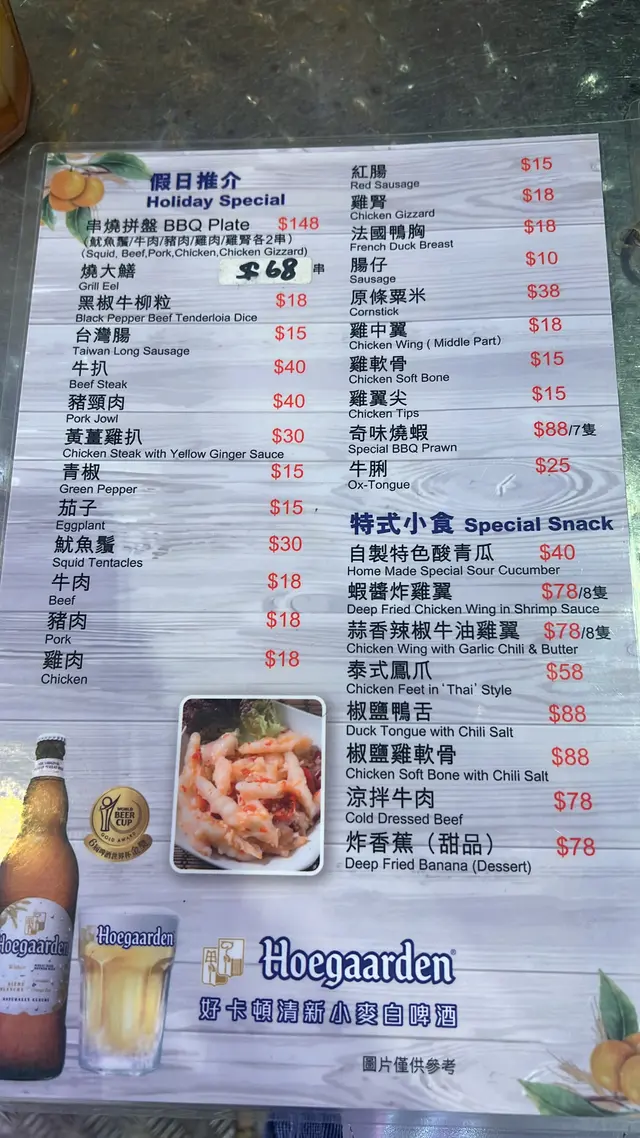 假日推介
Holiday Special
串燒拼盤 BBQ Plate $148
(魷魚鬚/牛肉/豬肉/雞肉/雞腎各2串)
(Squid, Beef,Pork,Chicken,Chicken Gizzard)
燒大鱔 $68 串
Grill Eel
黑椒牛柳粒 $18
Black Pepper Beef Tenderloia Dice
台灣腸 $15
Taiwan Long Sausage
牛扒 $40
Beef Steak
豬頸肉 $40
Pork Jowl
黃薑雞扒 $30
Chicken Steak with Yellow Ginger Sauce
青椒 $15
Green Pepper
茄子 $15
Eggplant
魷魚鬚 $30
Squid Tentacles
牛肉 $18
Beef
豬肉 $18
Pork
雞肉 $18
Chicken
紅腸 $15
Red Sausage
雞腎 $18
Chicken Gizzard
法國鴨胸 $18
French Duck Breast
腸仔 $10
Sausage
原條粟米 $38
Cornstick
雞中翼 $18
Chicken Wing ( Middle Part)
雞軟骨 $15
Chicken Soft Bone
雞翼尖 $15
Chicken Tips
奇味燒蝦 $88/7隻
Special BBQ Prawn
牛脷 $25
Ox-Tongue
特式小食 Special Snack
自製特色酸青瓜 $40
Home Made Special Sour Cucumber
蝦醬炸雞翼 $78/8隻
Deep Fried Chicken Wing in Shrimp Sauce
蒜香辣椒牛油雞翼 $78/8隻
Chicken Wing with Garlic Chili & Butter
泰式鳳爪 $58
Chicken Feet in 'Thai' Style
椒鹽鴨舌 $88
Duck Tongue with Chili Salt
椒鹽雞軟骨 $88
Chicken Soft Bone with Chili Salt
涼拌牛肉 $78
Cold Dressed Beef
炸香蕉（甜品） $78
Deep Fried Banana (Dessert)
WORLD
BEER
CUP
GOLD AWARD
Hoegaarden
Hoegaarden
Hoegaarden®
好卡頓清新小麥白啤酒
圖片僅供參考